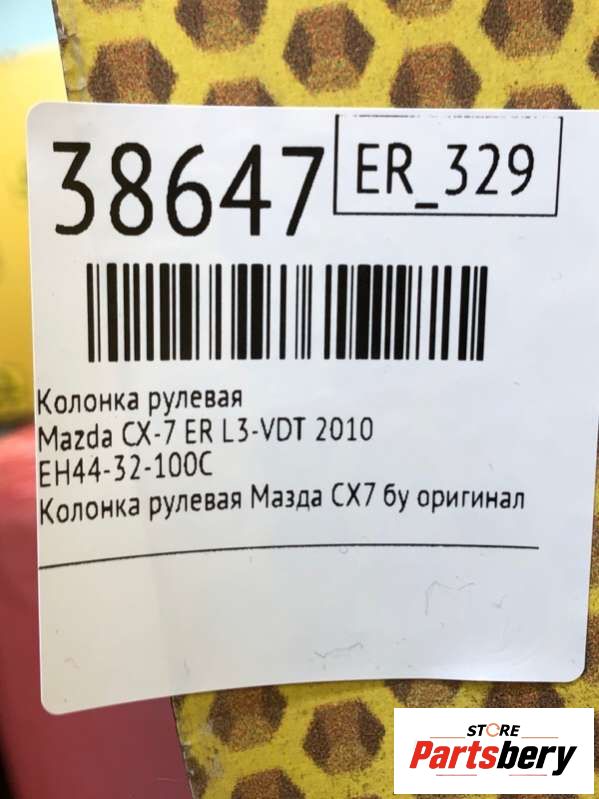 38647
ER_329
Колонка рулевая
Mazda CX-7 ER L3-VDT 2010
EH44-32-100C
Колонка рулевая Мазда СХ7 бу оригинал
STORE
Partsbery